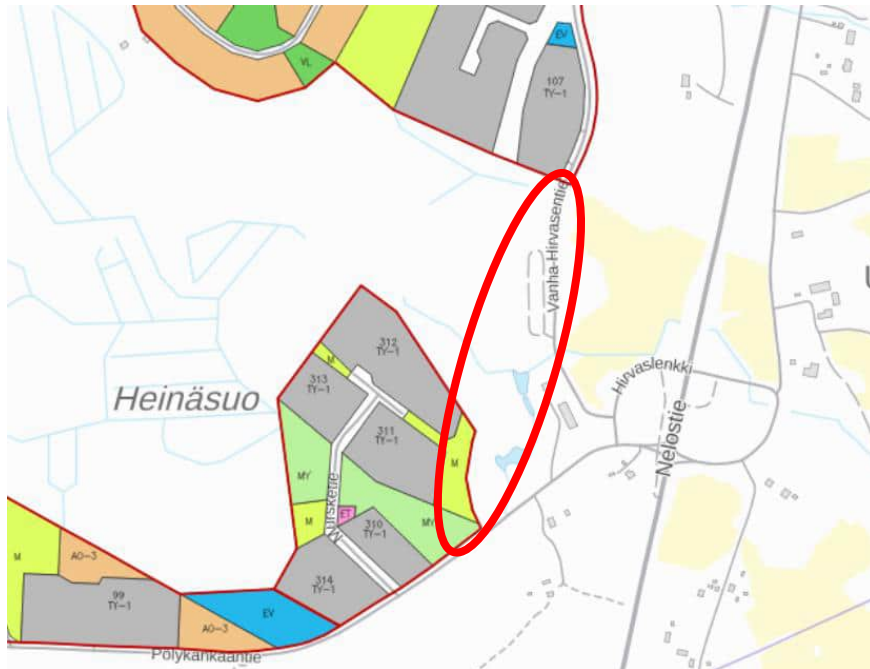 EV
VL
107
TY-1
Vanha Hirvasentie
312
TY-1
M
313
TY-1
Heinäsuo
Hirvaslenkki
Nelostie
311
TY-1
M
MY
ET
M
310
TY-1
MY
M
AO-3
314
TY-1
99
TY-1
EV
AO-3
Pölykankaantie